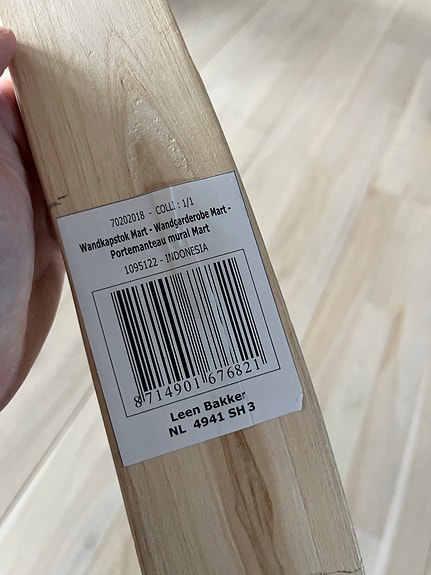 70202018 - COLLI : 1/1
Wandkapstok Mart - Wandgarderobe Mart -
Portemanteau mural Mart
1095122 - INDONESIA
8 714901 676821
Leen Bakker
NL 4941 SH 3